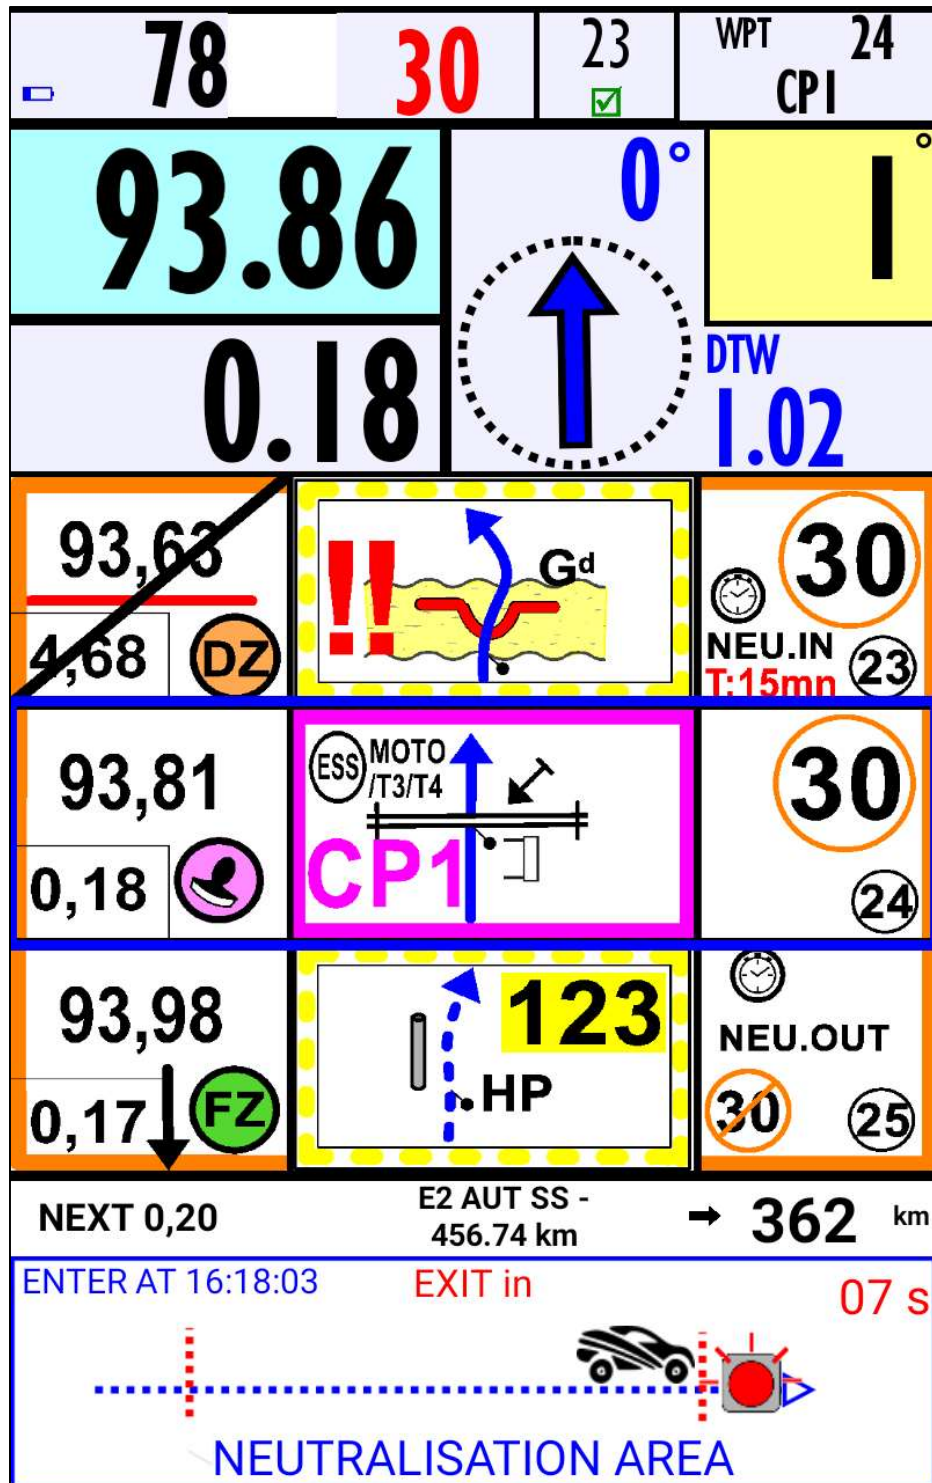 78 30 23 WPT 24
CP1
93.86 0° 1°
0.18 DTW
1.02
93,63 !! Gd 30
4,68 DZ NEU.IN 23
T:15mn
93,81 ESS MOTO 30
/T3/T4
0,18 CP1 24
93,98 123 NEU.OUT
0,17 FZ HP 30 25
NEXT 0,20 E2 AUT SS - 362 km
456.74 km
ENTER AT 16:18:03 EXIT in 07 s
NEUTRALISATION AREA